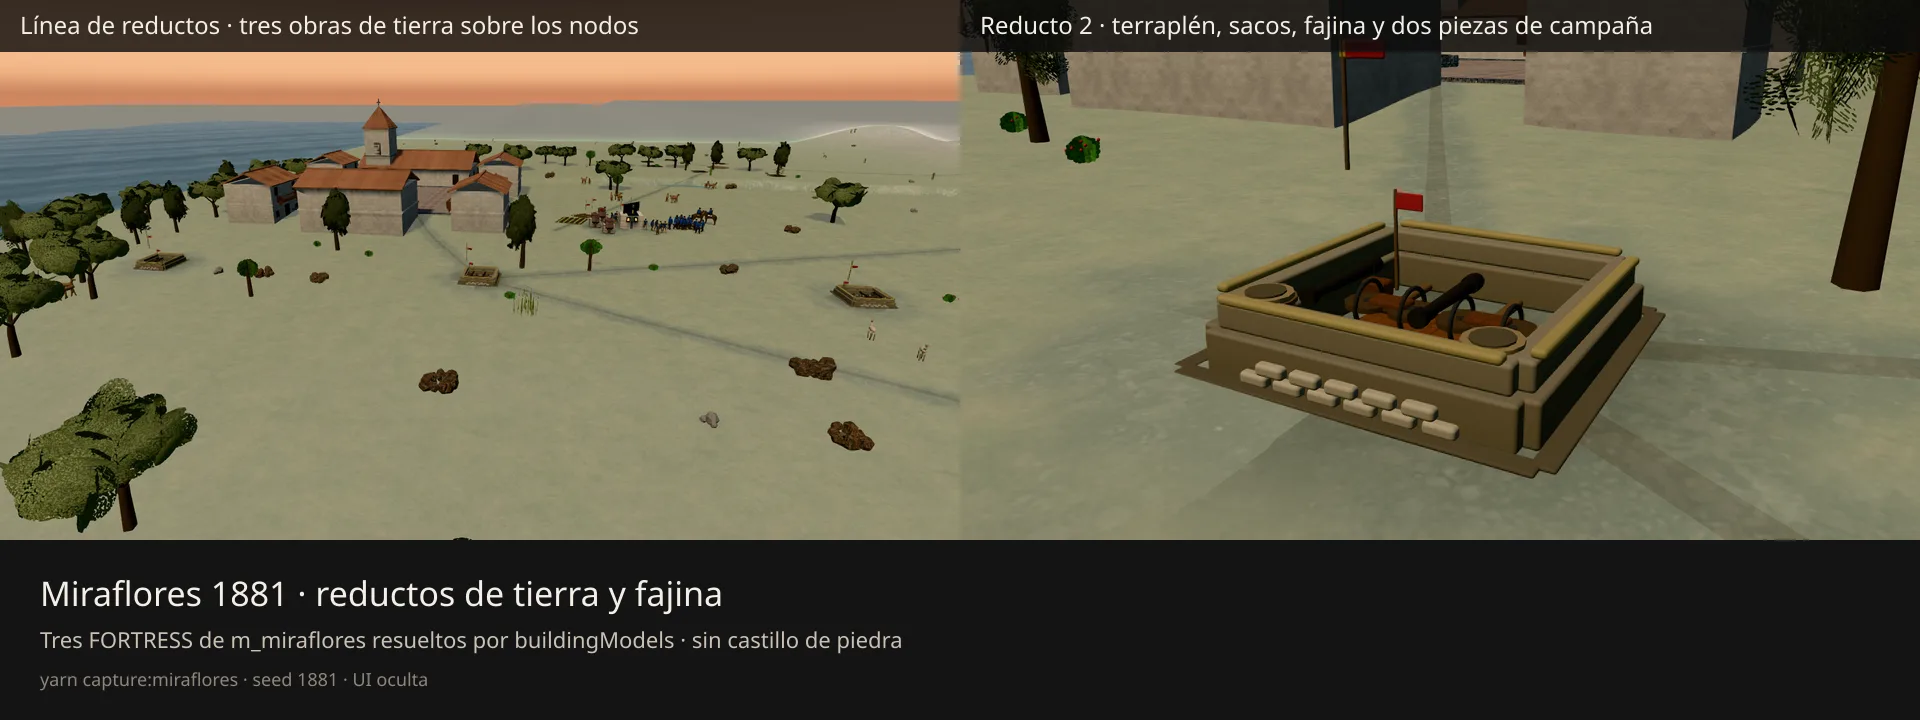 Línea de reductos · tres obras de tierra sobre los nodos
Reducto 2 · terraplén, sacos, fajina y dos piezas de campaña
Miraflores 1881 · reductos de tierra y fajina
Tres FORTRESS de m_miraflores resueltos por buildingModels · sin castillo de piedra
yarn capture:miraflores · seed 1881 · UI oculta